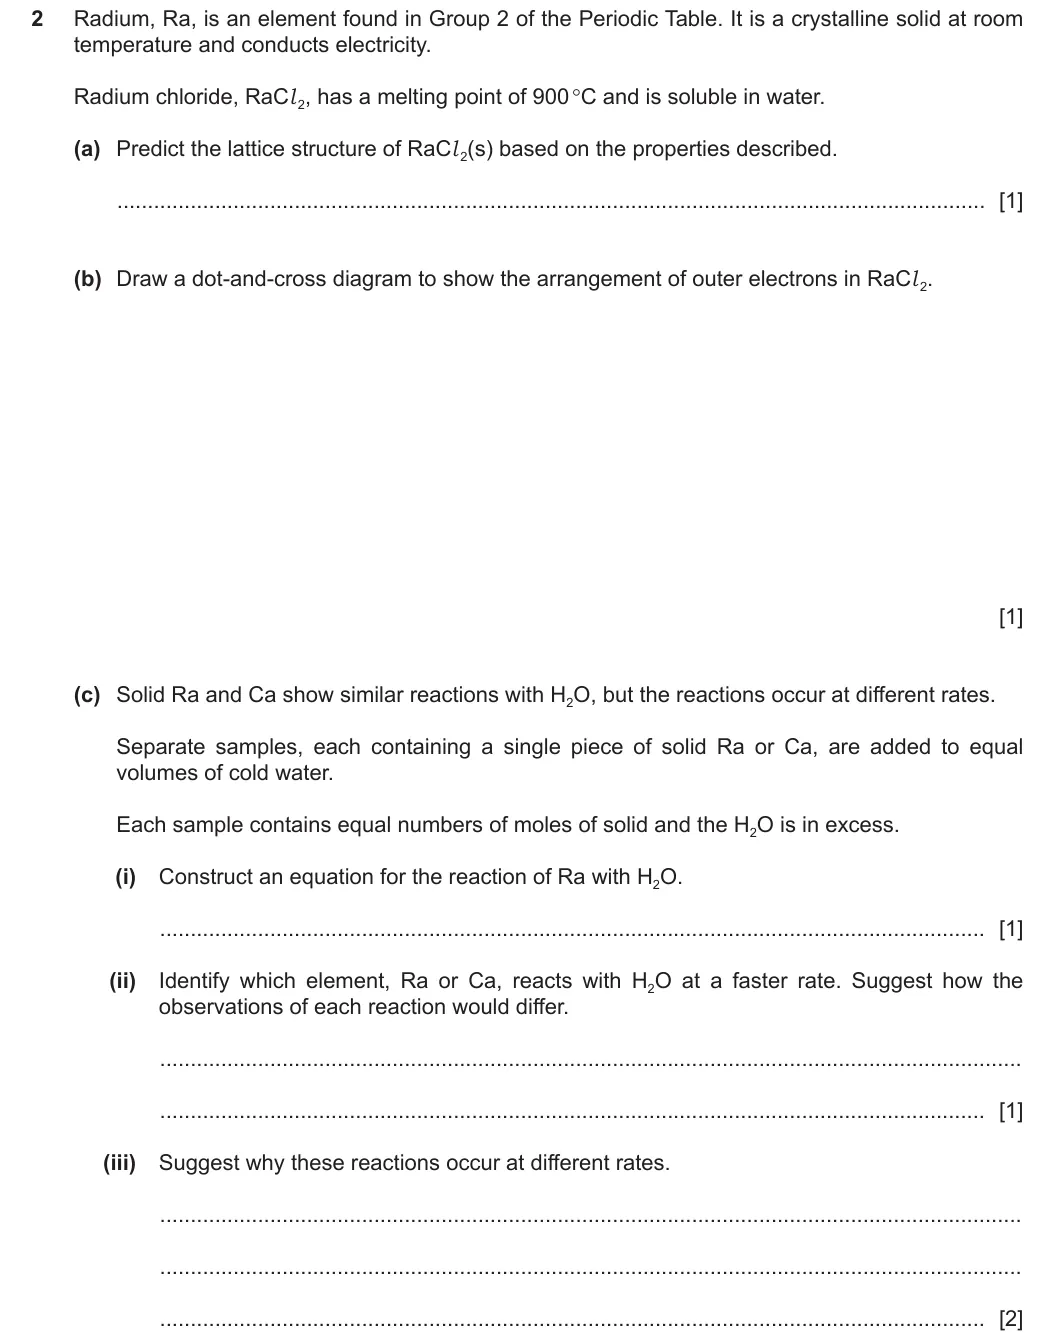 2 Radium, Ra, is an element found in Group 2 of the Periodic Table. It is a crystalline solid at room
temperature and conducts electricity.
Radium chloride, RaCl₂, has a melting point of 900 °C and is soluble in water.
(a) Predict the lattice structure of RaCl₂(s) based on the properties described.
[1]
(b) Draw a dot-and-cross diagram to show the arrangement of outer electrons in RaCl₂.
[1]
(c) Solid Ra and Ca show similar reactions with H₂O, but the reactions occur at different rates.
Separate samples, each containing a single piece of solid Ra or Ca, are added to equal
volumes of cold water.
Each sample contains equal numbers of moles of solid and the H₂O is in excess.
(i) Construct an equation for the reaction of Ra with H₂O.
[1]
(ii) Identify which element, Ra or Ca, reacts with H₂O at a faster rate. Suggest how the
observations of each reaction would differ.
[1]
(iii) Suggest why these reactions occur at different rates.
[2]